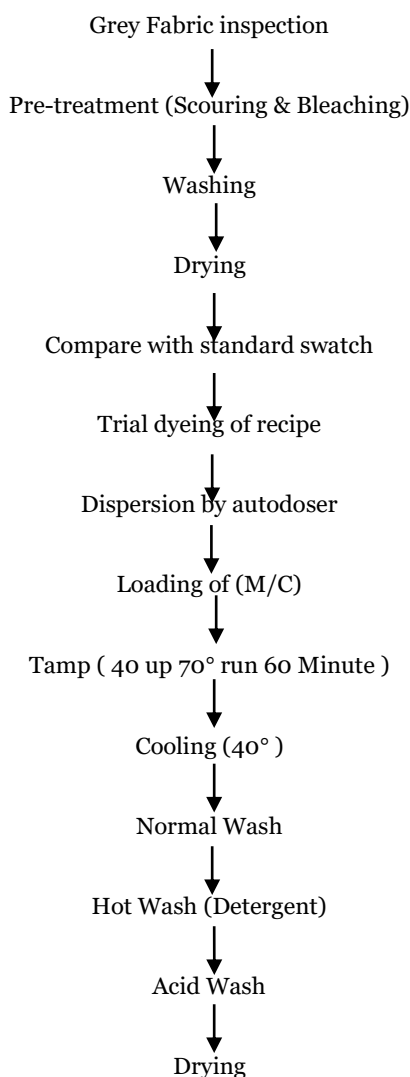 Grey Fabric inspection
Pre-treatment (Scouring & Bleaching)
Washing
Drying
Compare with standard swatch
Trial dyeing of recipe
Dispersion by autodoser
Loading of (M/C)
Tamp ( 40 up 70° run 60 Minute )
Cooling (40° )
Normal Wash
Hot Wash (Detergent)
Acid Wash
Drying